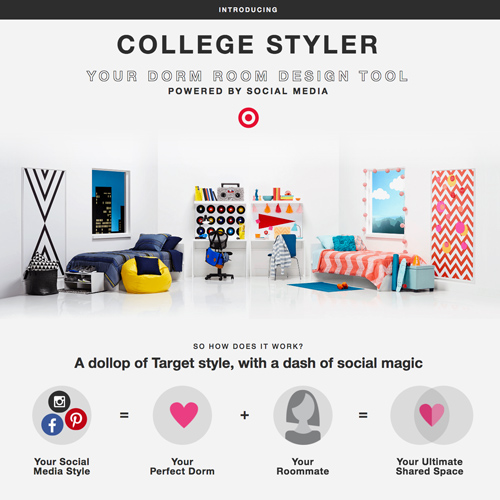 INTRODUCING
COLLEGE STYLER
YOUR DORM ROOM DESIGN TOOL
POWERED BY SOCIAL MEDIA
SO HOW DOES IT WORK?
A dollop of Target style, with a dash of social magic
= + =
Your Social
Media Style
Your
Perfect Dorm
Your
Roommate
Your Ultimate
Shared Space